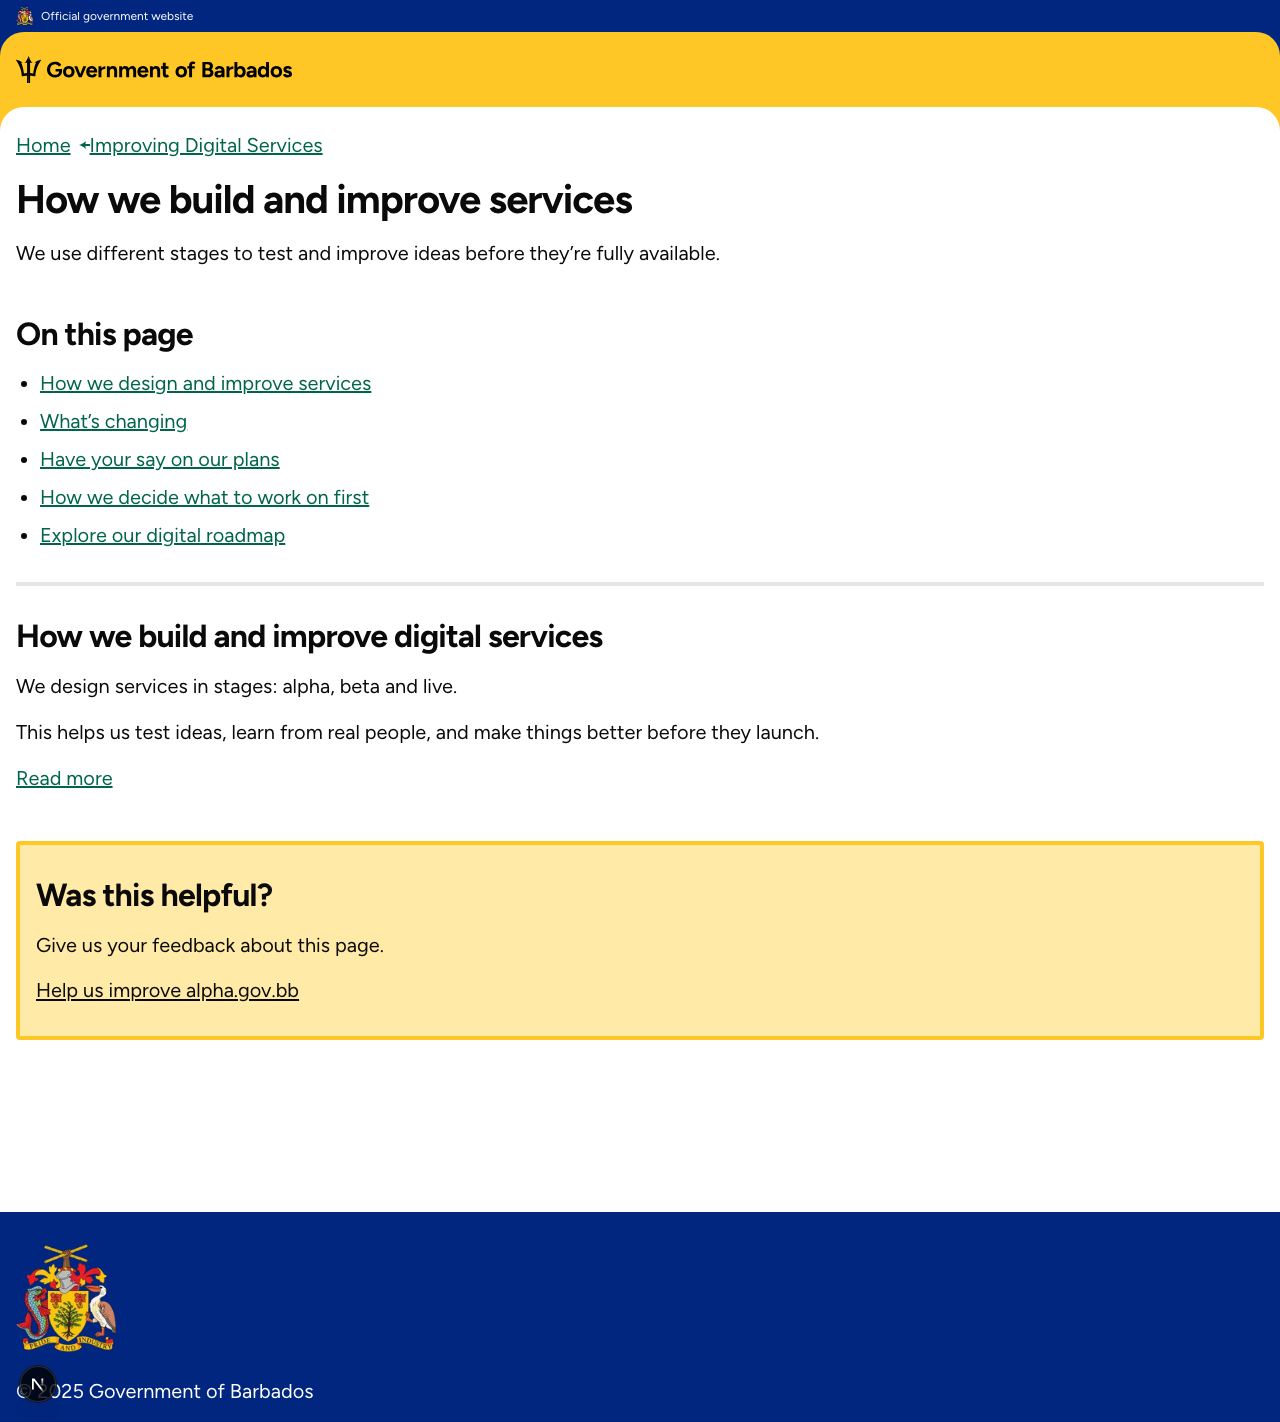 Official government website
Government of Barbados
Home Improving Digital Services
How we build and improve services
We use different stages to test and improve ideas before they’re fully available.
On this page
How we design and improve services
What’s changing
Have your say on our plans
How we decide what to work on first
Explore our digital roadmap
How we build and improve digital services
We design services in stages: alpha, beta and live.
This helps us test ideas, learn from real people, and make things better before they launch.
Read more
Was this helpful?
Give us your feedback about this page.
Help us improve alpha.gov.bb
PRIDE AND INDUSTRY
N
© 2025 Government of Barbados